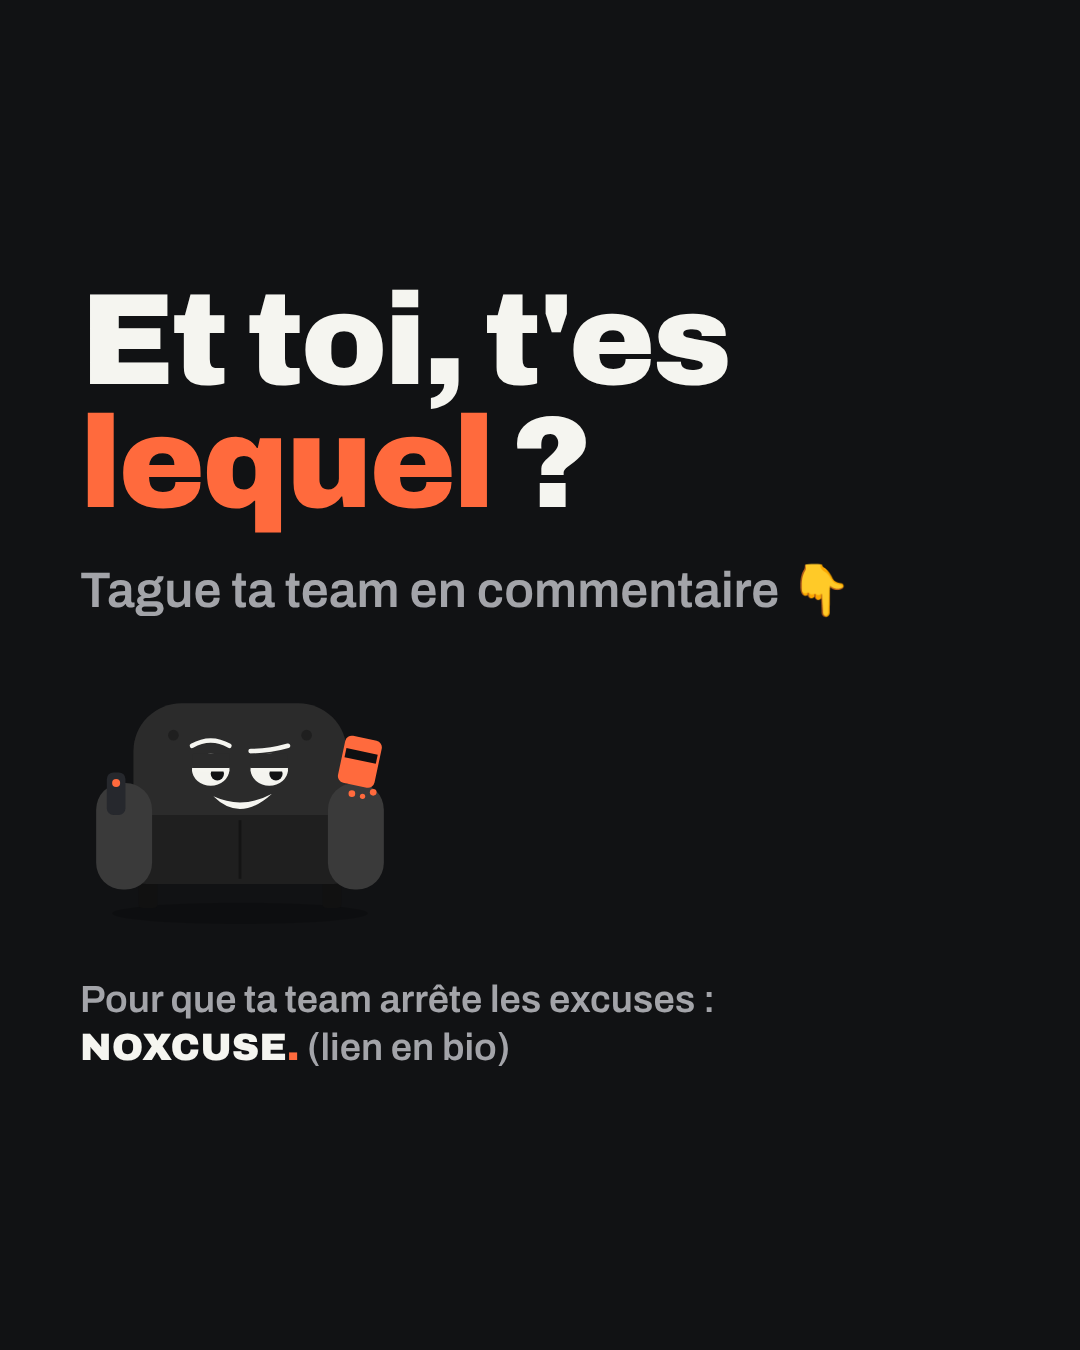 Et toi, t'es
lequel ?
Tague ta team en commentaire 👇
Pour que ta team arrête les excuses :
NOXCUSE. (lien en bio)